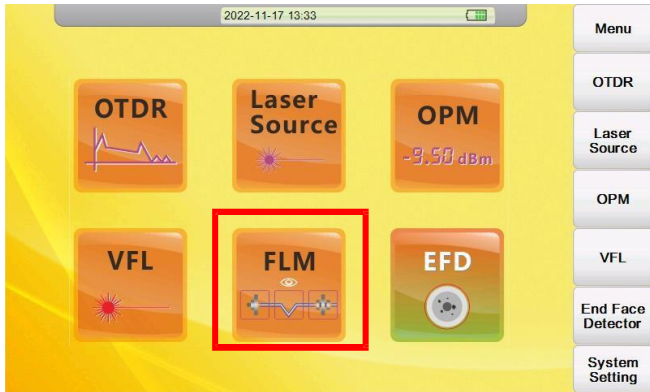 2022-11-17 13:33
OTDR
Laser
Source
OPM
-9.50 dBm
VFL
FLM
EFD
Menu
OTDR
Laser
Source
OPM
VFL
End Face
Detector
System
Setting